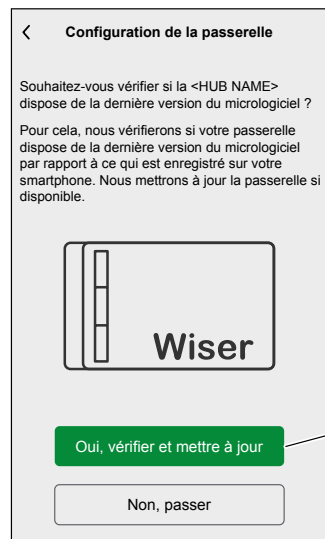 Configuration de la passerelle
Souhaitez-vous vérifier si la <HUB NAME>
dispose de la dernière version du micrologiciel ?
Pour cela, nous vérifierons si votre passerelle
dispose de la dernière version du micrologiciel
par rapport à ce qui est enregistré sur votre
smartphone. Nous mettrons à jour la passerelle si
disponible.
Wiser
Oui, vérifier et mettre à jour
Non, passer